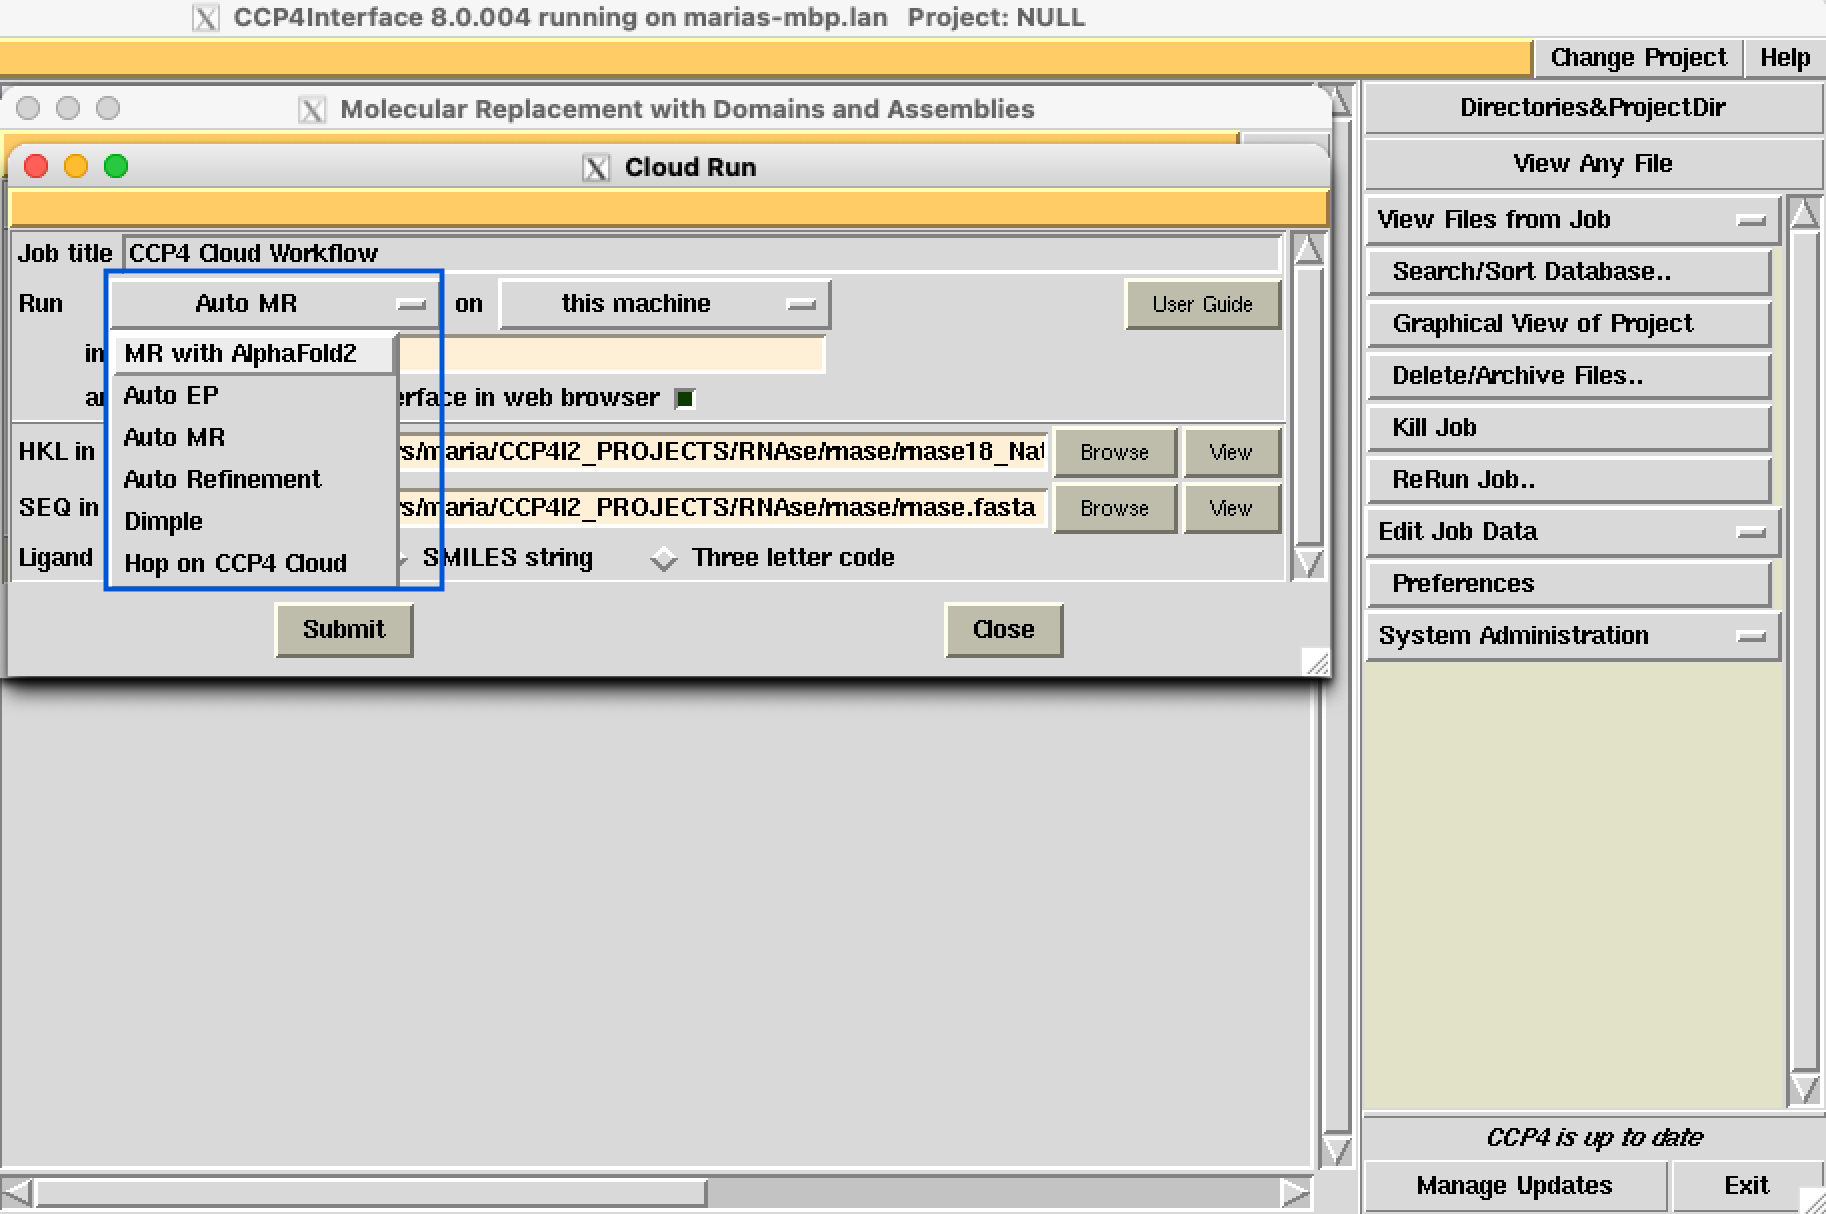 CCP4Interface 8.0.004 running on marias-mbp.lan Project: NULL
Change Project Help
Molecular Replacement with Domains and Assemblies
Cloud Run
Job title CCP4 Cloud Workflow
Run Auto MR on this machine User Guide
in
MR with AlphaFold2
Auto EP
Auto MR
Auto Refinement
Dimple
Hop on CCP4 Cloud
in web browser
HKL in s/maria/CCP4I2_PROJECTS/RNAse/rnase/rnase18_Nat Browse View
SEQ in s/maria/CCP4I2_PROJECTS/RNAse/rnase/rnase.fasta Browse View
Ligand SMILES string Three letter code
Submit Close
Directories&ProjectDir
View Any File
View Files from Job
Search/Sort Database..
Graphical View of Project
Delete/Archive Files..
Kill Job
ReRun Job..
Edit Job Data
Preferences
System Administration
CCP4 is up to date
Manage Updates Exit